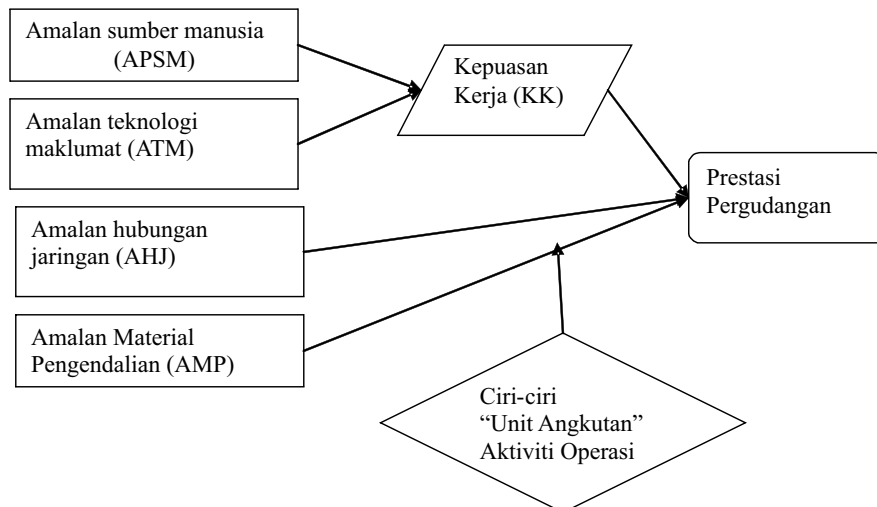 Amalan sumber manusia
(APSM)
Amalan teknologi
maklumat (ATM)
Amalan hubungan
jaringan (AHJ)
Amalan Material
Pengendalian (AMP)
Kepuasan
Kerja (KK)
Prestasi
Pergudangan
Ciri-ciri
“Unit Angkutan”
Aktiviti Operasi